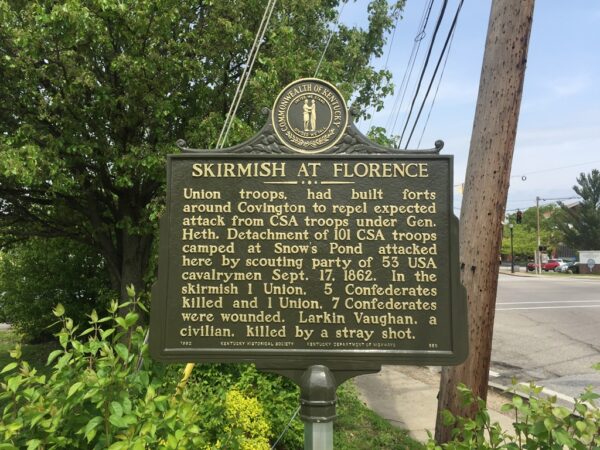 COMMONWEALTH OF KENTUCKY
SKIRMISH AT FLORENCE
Union troops, had built forts
around Covington to repel expected
attack from CSA troops under Gen.
Heth. Detachment of 101 CSA troops
camped at Snow's Pond attacked
here by scouting party of 53 USA
cavalrymen Sept. 17, 1862. In the
skirmish 1 Union, 5 Confederates
killed and 1 Union, 7 Confederates
were wounded. Larkin Vaughan, a
civilian, killed by a stray shot.
KENTUCKY HISTORICAL SOCIETY KENTUCKY DEPARTMENT OF HIGHWAYS